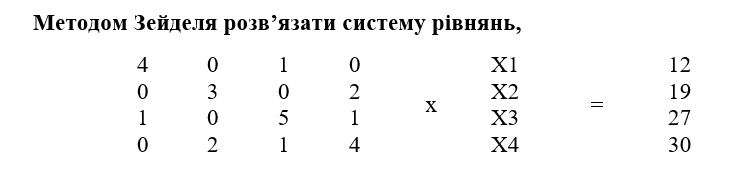 Методом Зейделя розв’язати систему рівнянь,
4 0 1 0 X1 12
0 3 0 2 X2 19
x =
1 0 5 1 X3 27
0 2 1 4 X4 30